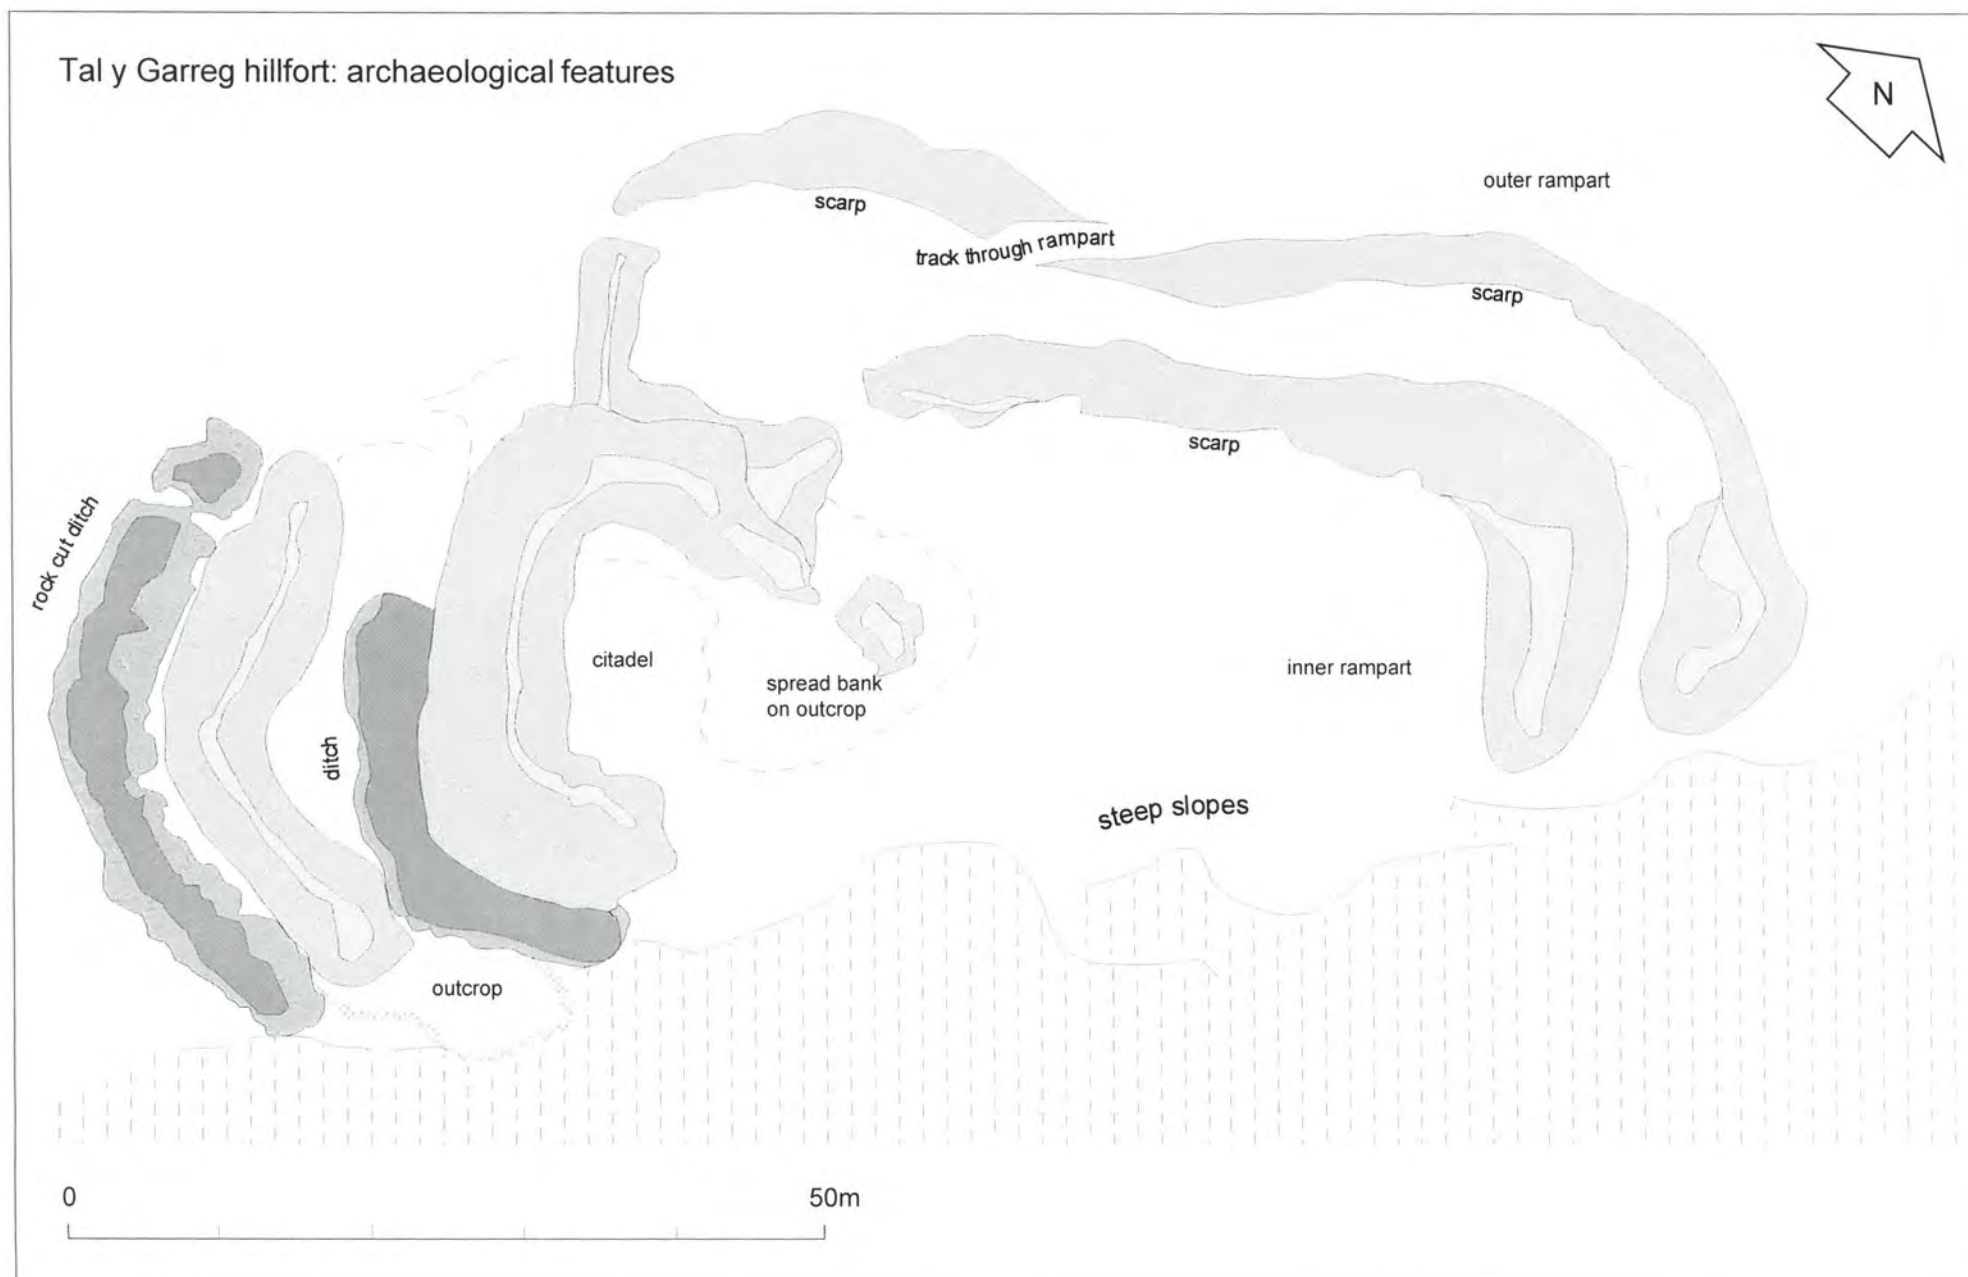 Tal y Garreg hillfort: archaeological features
N
outer rampart
scarp
track through rampart
scarp
scarp
rock cut ditch
citadel
inner rampart
spread bank
on outcrop
ditch
steep slopes
outcrop
0 50m